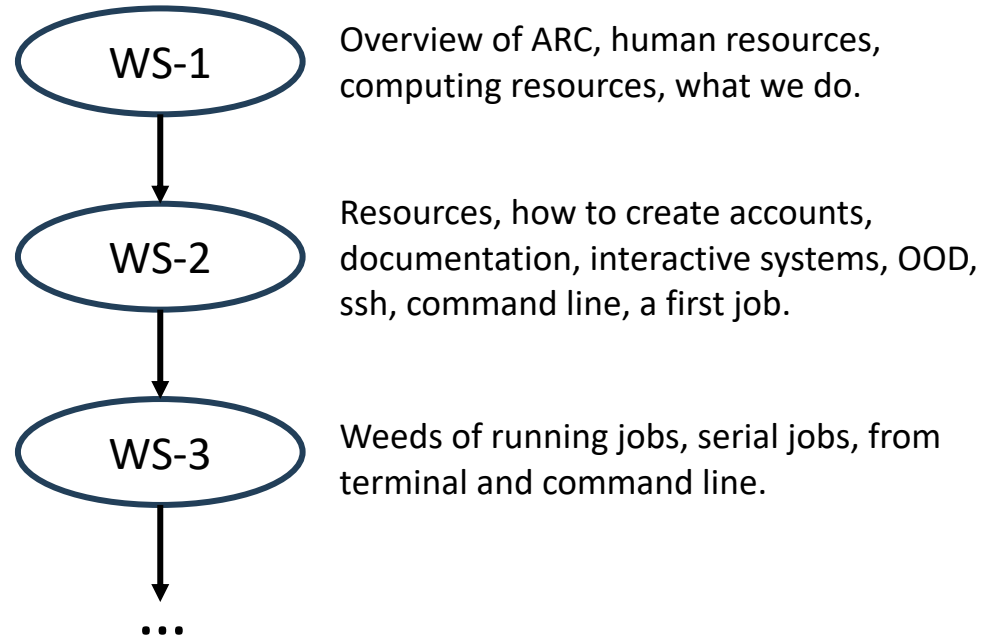 WS-1
Overview of ARC, human resources,
computing resources, what we do.
WS-2
Resources, how to create accounts,
documentation, interactive systems, OOD,
ssh, command line, a first job.
WS-3
Weeds of running jobs, serial jobs, from
terminal and command line.
...